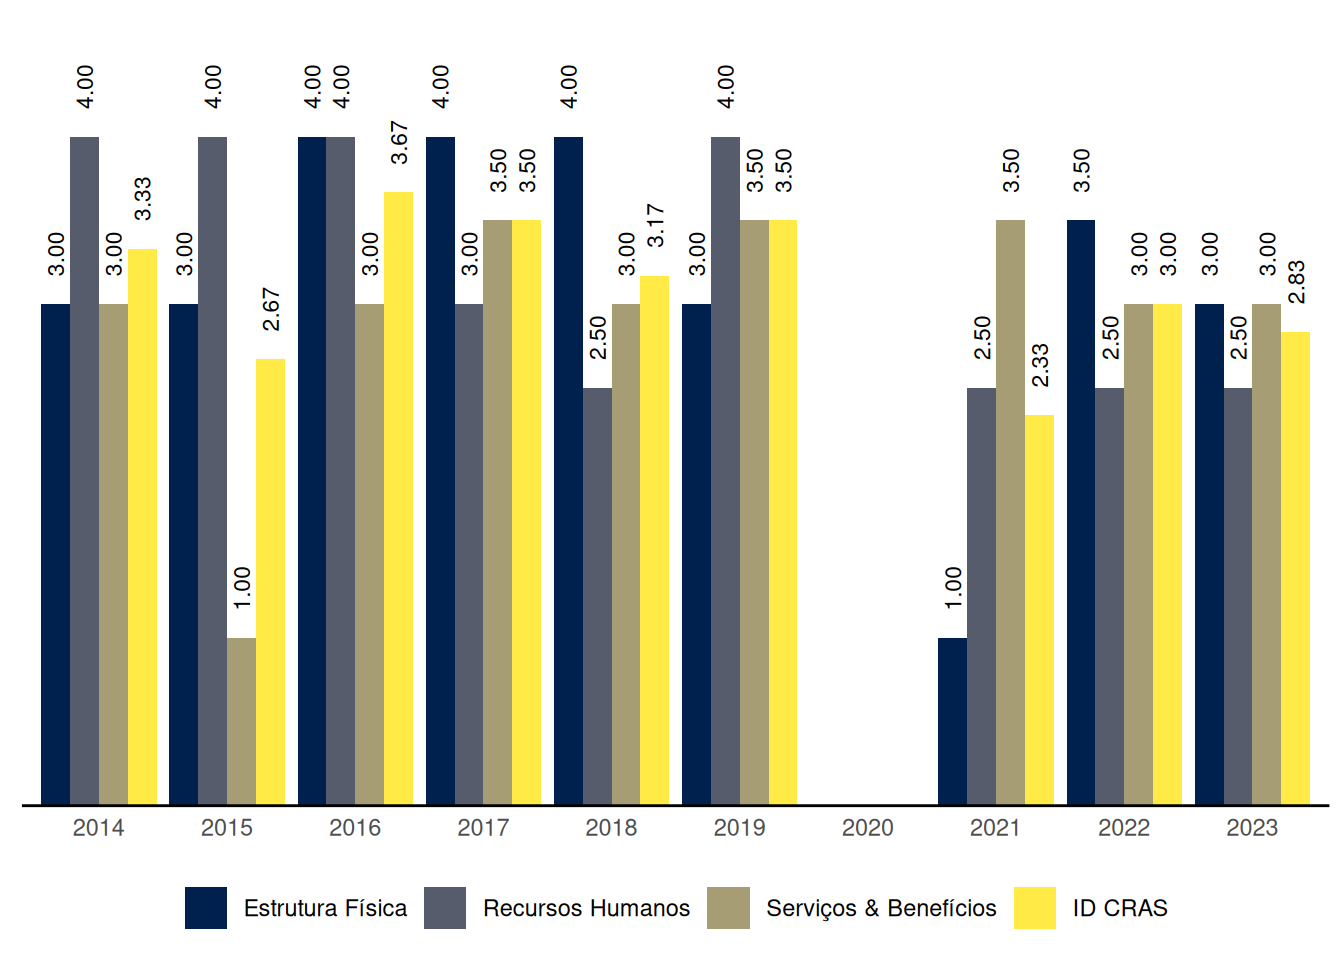 3.00 4.00 3.00 3.33 3.00 4.00 1.00 2.67 4.00 4.00 3.00 3.67 4.00 3.00 3.50 3.50 4.00 2.50 3.00 3.17 3.00 4.00 3.50 3.50 1.00 2.50 3.50 2.33 3.50 2.50 3.00 3.00 3.00 2.50 3.00 2.83
2014 2015 2016 2017 2018 2019 2020 2021 2022 2023
Estrutura Física Recursos Humanos Serviços & Benefícios ID CRAS